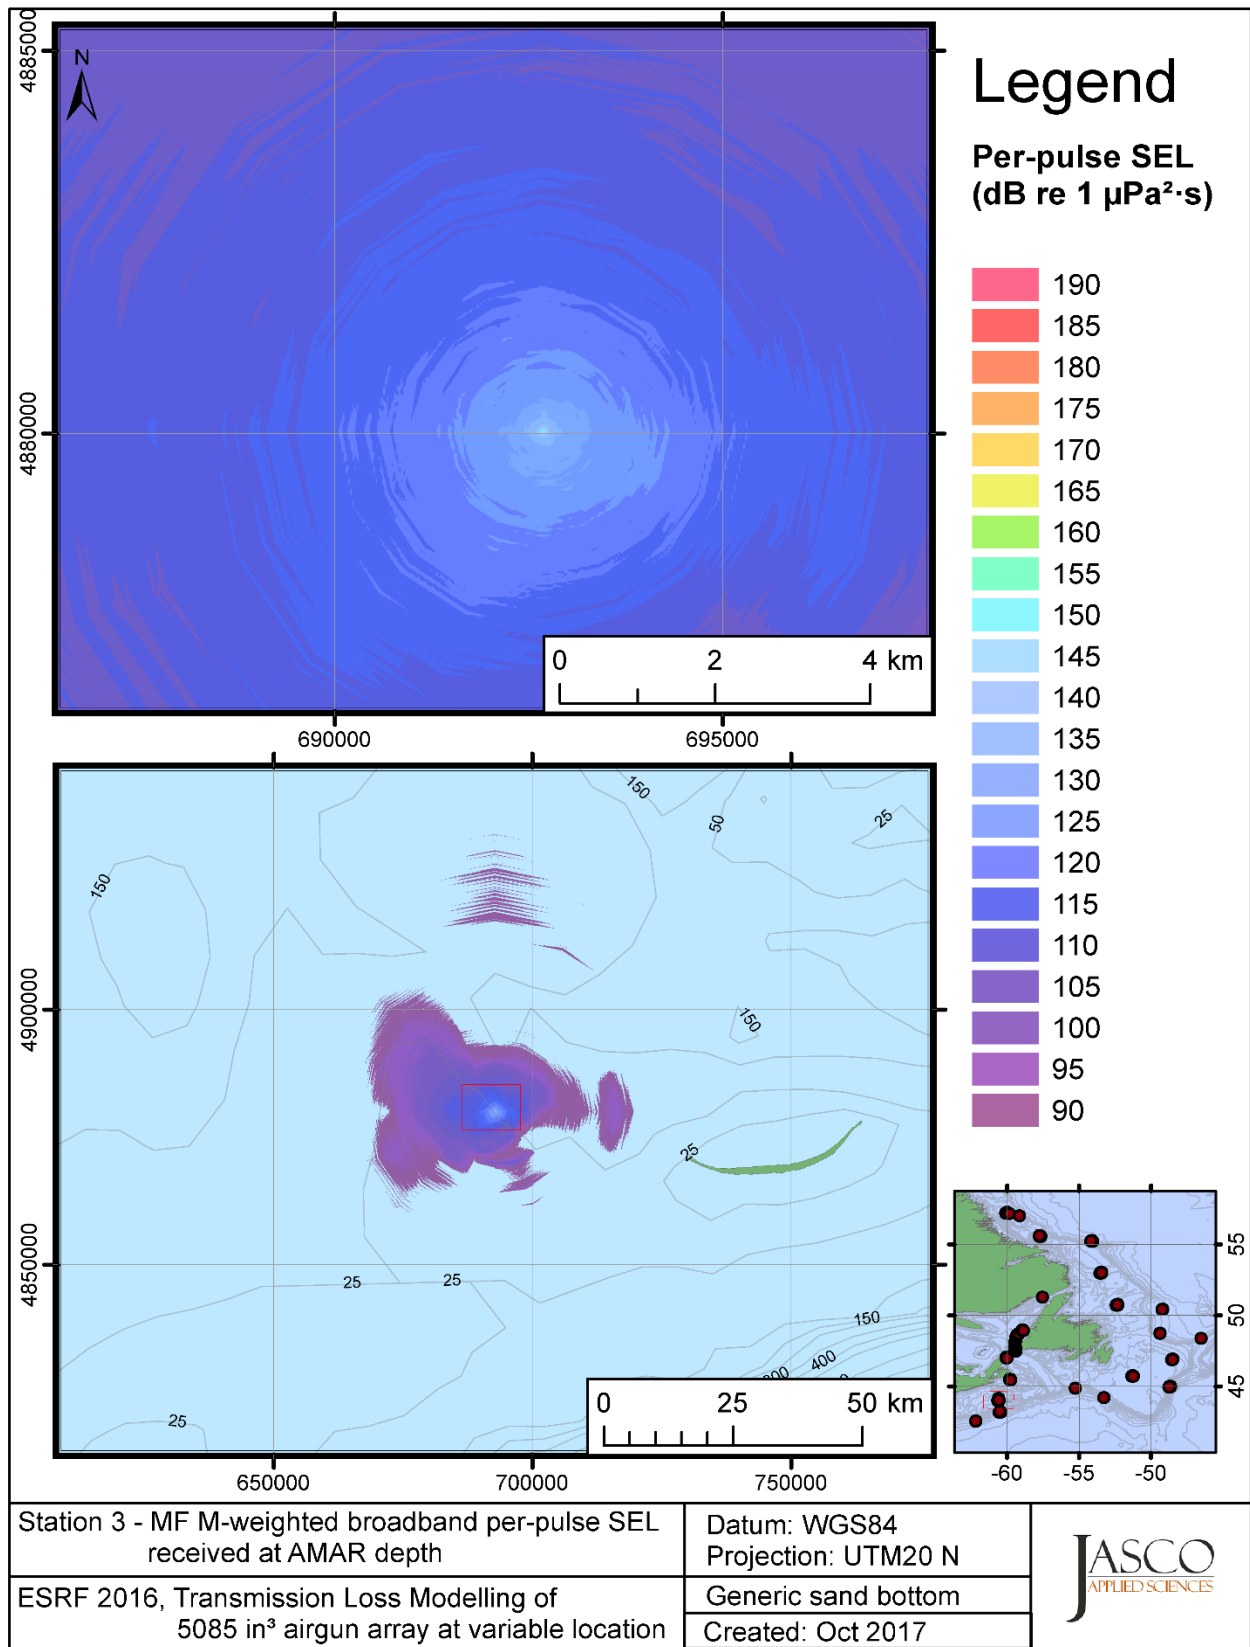 4885000
4880000
N
0 2 4 km
690000 695000
Legend
Per-pulse SEL
(dB re 1 µPa²·s)
190
185
180
175
170
165
160
155
150
145
140
135
130
125
120
115
110
105
100
95
90
4900000
4850000
150
150
50
25
150
25
25
25
150
400
25
0 25 50 km
650000 700000 750000
55
50
45
-60 -55 -50
Station 3 - MF M-weighted broadband per-pulse SEL
received at AMAR depth
ESRF 2016, Transmission Loss Modelling of
5085 in³ airgun array at variable location
Datum: WGS84
Projection: UTM20 N
Generic sand bottom
Created: Oct 2017
JASCO
APPLIED SCIENCES